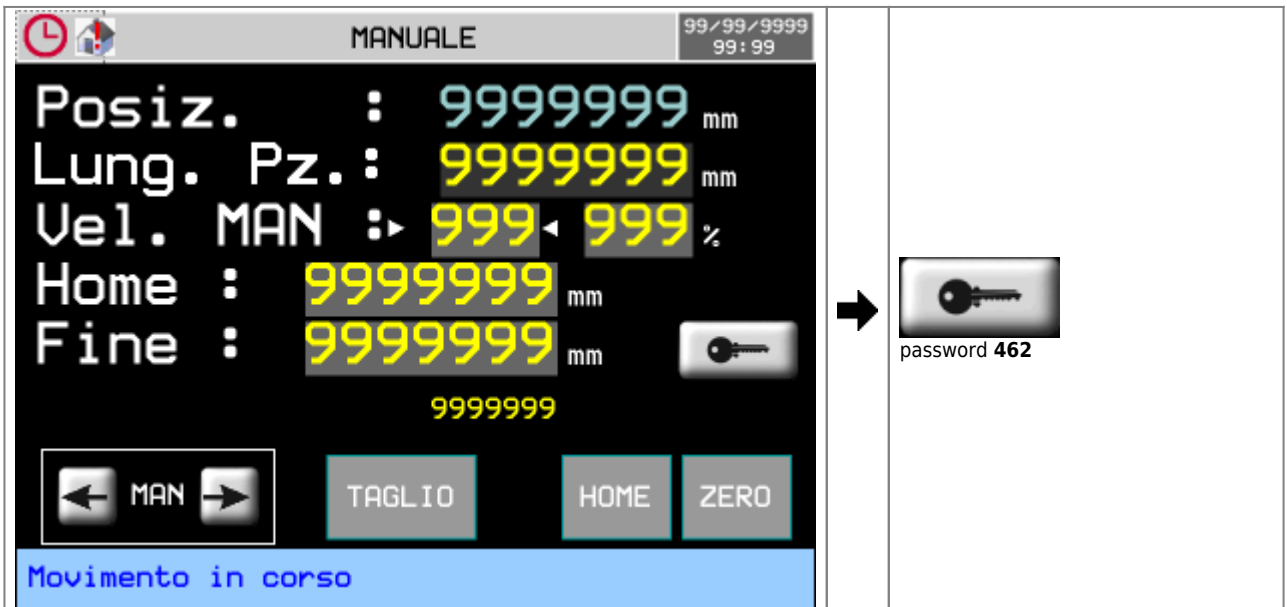 MANUALE
99/99/9999
99:99
Posiz. : 9999999 mm
Lung. Pz.: 9999999 mm
Vel. MAN : 999 999 %
Home : 9999999 mm
Fine : 9999999 mm
9999999
MAN
TAGLIO
HOME
ZERO
Movimento in corso
password 462